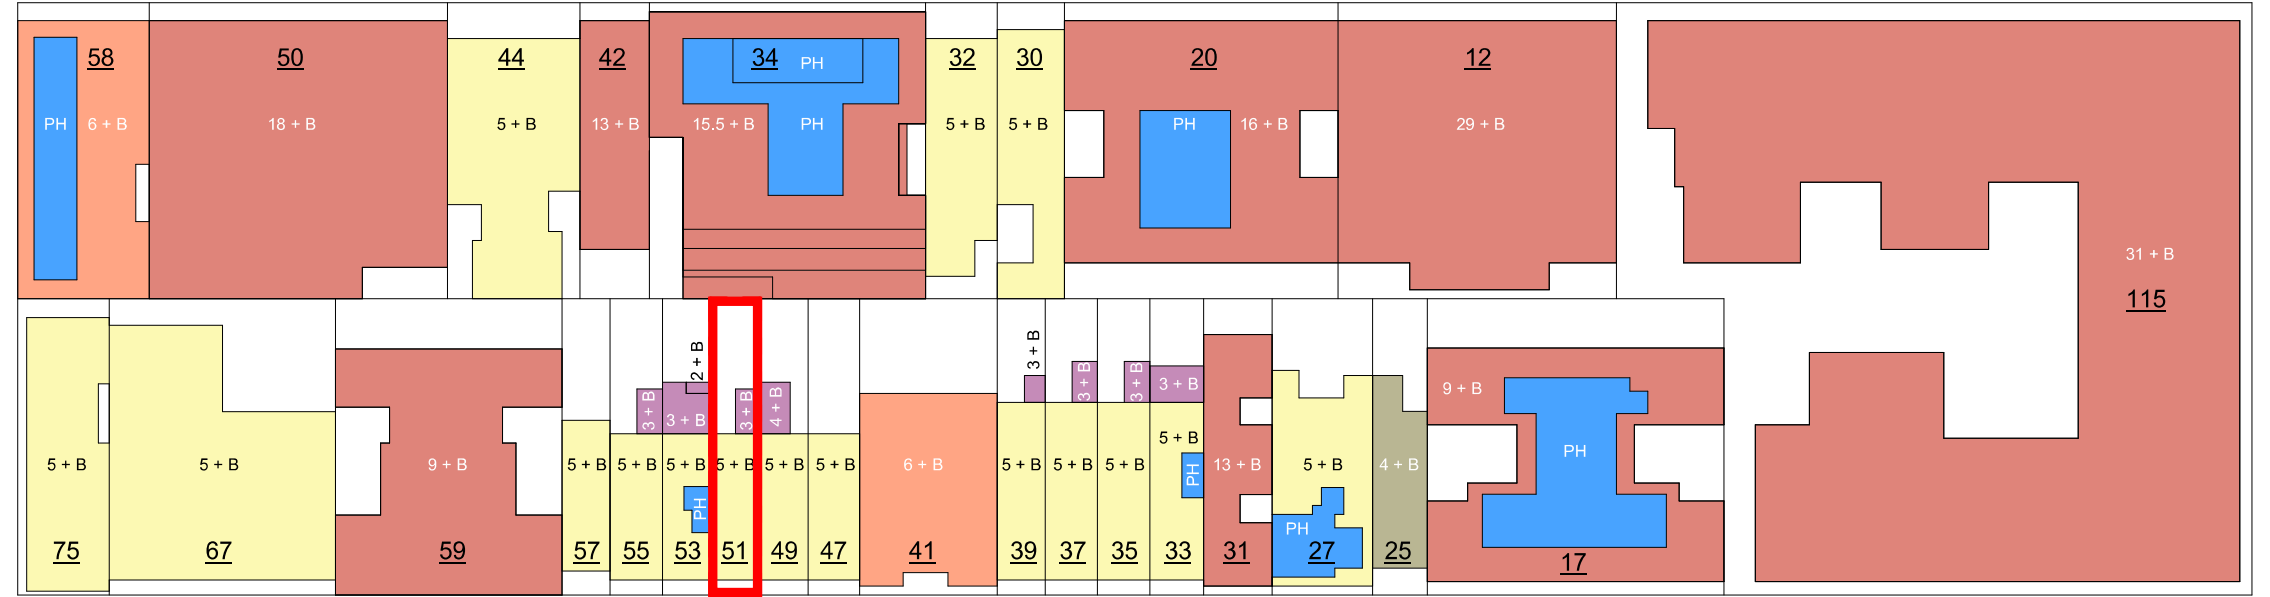 58 50 44 42 34 PH 32 30 20 12
PH 6 + B 18 + B 5 + B 13 + B 15.5 + B PH 5 + B 5 + B PH 16 + B 29 + B
31 + B
115
2 + B 3 + B
3 + B 3 + B 3 + B 4 + B 3 + B 3 + B 3 + B 9 + B
5 + B
5 + B 5 + B 9 + B 5 + B 5 + B 5 + B 5 + B 5 + B 5 + B 6 + B 5 + B 5 + B 5 + B PH 13 + B 5 + B 4 + B PH
PH PH
75 67 59 57 55 53 51 49 47 41 39 37 35 33 31 27 25 17